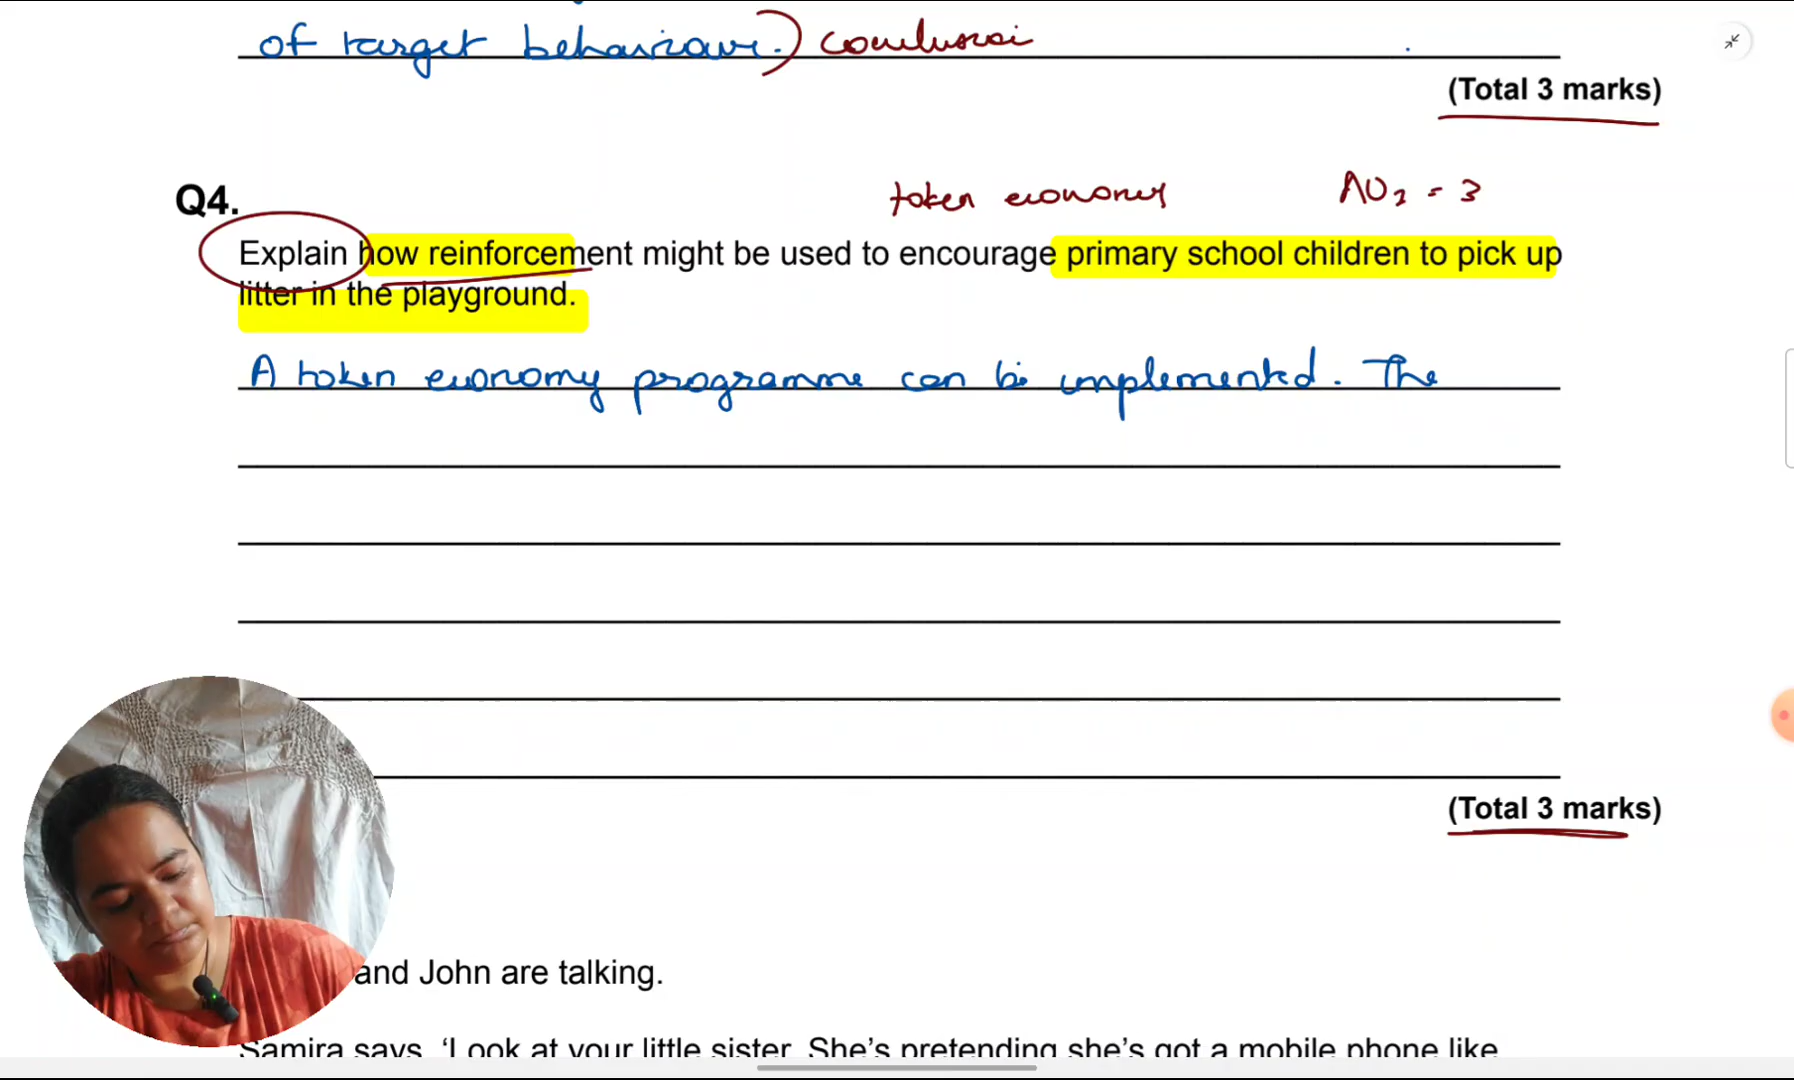 of target behaviour.) conclusion
(Total 3 marks)
Q4.
token economy AO2 = 3
Explain how reinforcement might be used to encourage primary school children to pick up
litter in the playground.
A token economy programme can be implemented. The
(Total 3 marks)
and John are talking.
Samira says, ‘Look at your little sister. She’s pretending she’s got a mobile phone like